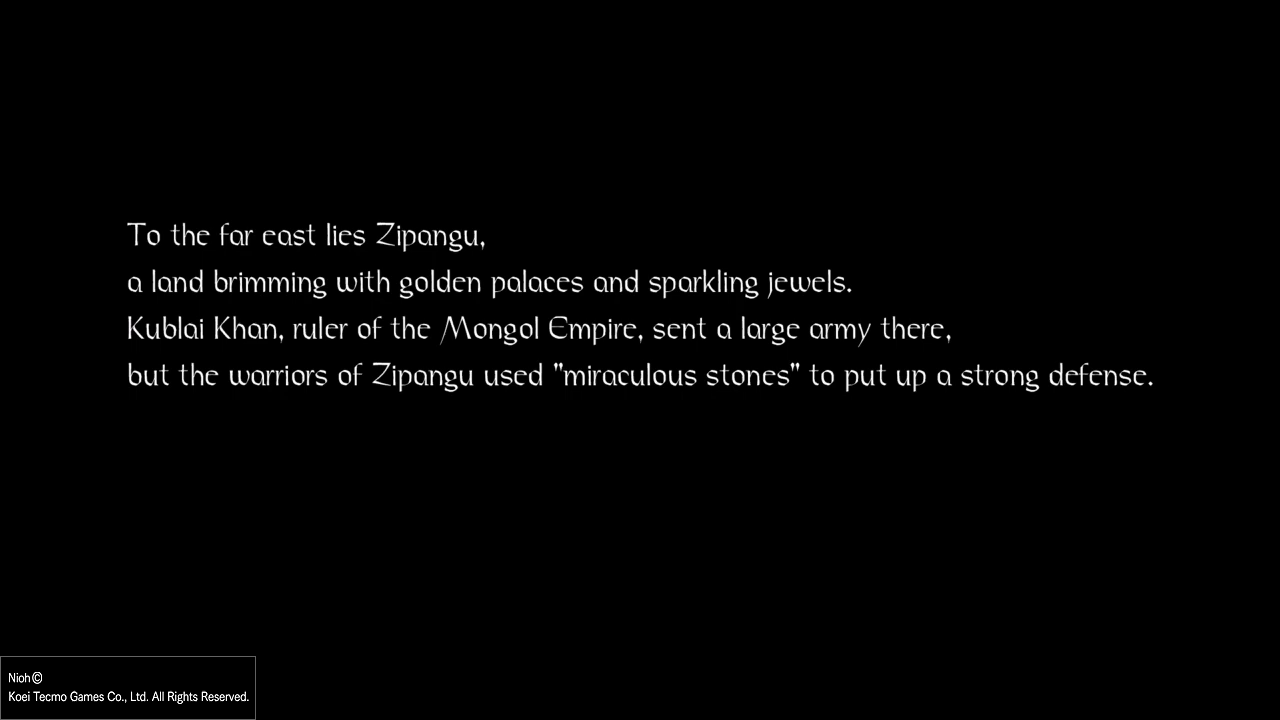 To the far east lies Zipangu,
a land brimming with golden palaces and sparkling jewels.
Kublai Khan, ruler of the Mongol Empire, sent a large army there,
but the warriors of Zipangu used "miraculous stones" to put up a strong defense.
Nioh©
Koei Tecmo Games Co., Ltd. All Rights Reserved.